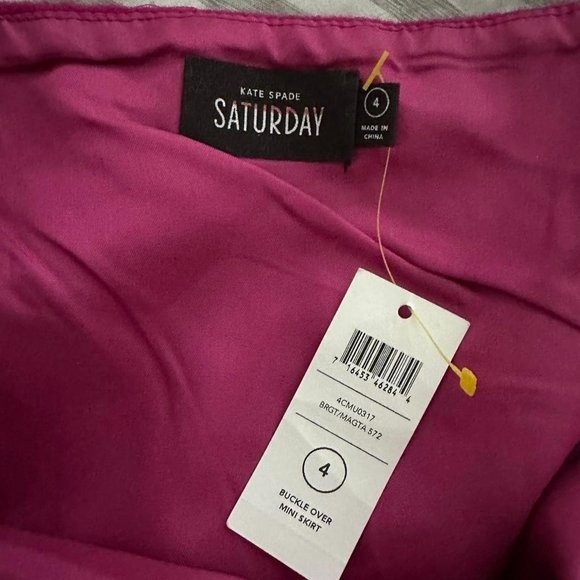 KATE SPADE
SATURDAY
4
MADE IN
CHINA
7 16453 46284 4
4CMU0317
BRGT/MAGTA 572
4
BUCKLE OVER
MINI SKIRT